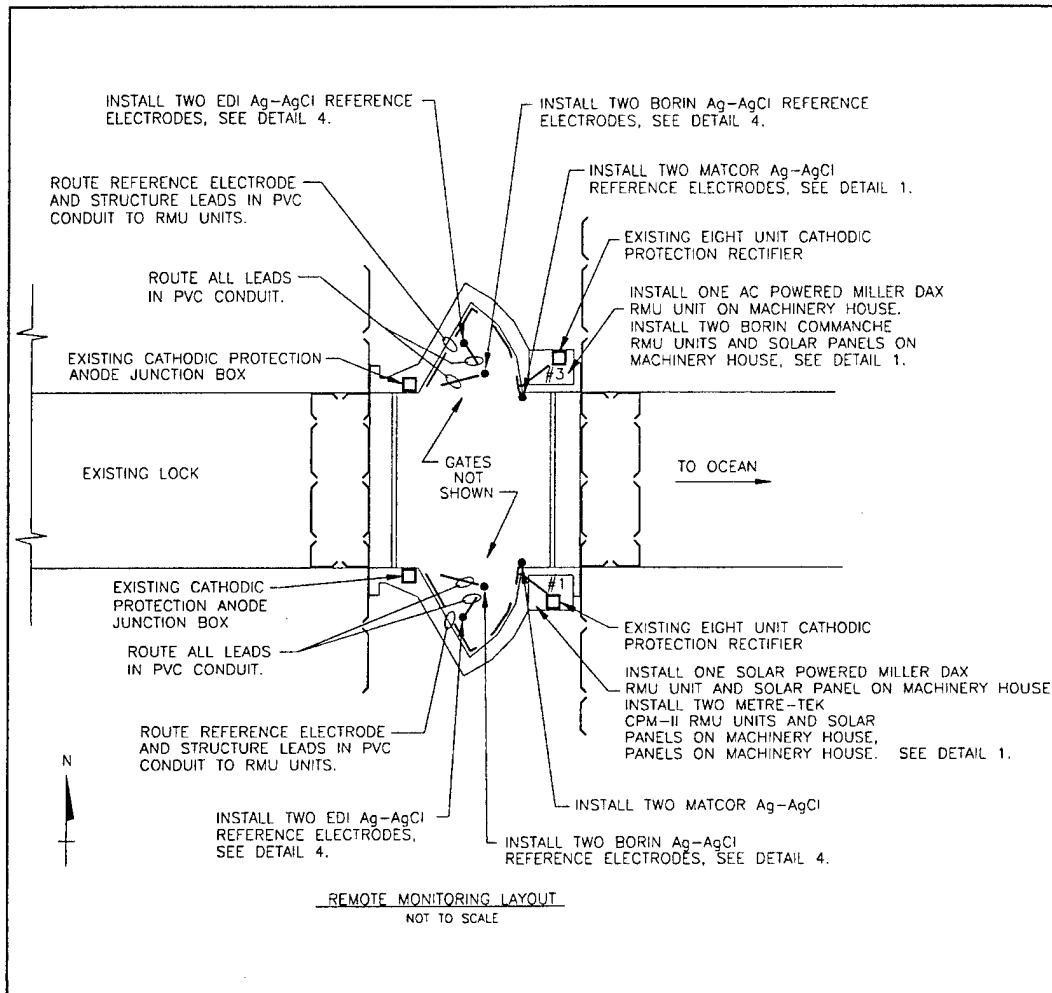 INSTALL TWO EDI Ag-AgCl REFERENCE
ELECTRODES, SEE DETAIL 4.
INSTALL TWO BORIN Ag-AgCl REFERENCE
ELECTRODES, SEE DETAIL 4.
INSTALL TWO MATCOR Ag-AgCl
REFERENCE ELECTRODES, SEE DETAIL 1.
ROUTE REFERENCE ELECTRODE
AND STRUCTURE LEADS IN PVC
CONDUIT TO RMU UNITS.
EXISTING EIGHT UNIT CATHODIC
PROTECTION RECTIFIER
ROUTE ALL LEADS
IN PVC CONDUIT.
INSTALL ONE AC POWERED MILLER DAX
RMU UNIT ON MACHINERY HOUSE.
INSTALL TWO BORIN COMMANCHE
RMU UNITS AND SOLAR PANELS ON
MACHINERY HOUSE, SEE DETAIL 1.
EXISTING CATHODIC PROTECTION
ANODE JUNCTION BOX
#3
GATES
NOT
SHOWN
EXISTING LOCK
TO OCEAN
#1
EXISTING CATHODIC
PROTECTION ANODE
JUNCTION BOX
EXISTING EIGHT UNIT CATHODIC
PROTECTION RECTIFIER
ROUTE ALL LEADS
IN PVC CONDUIT.
INSTALL ONE SOLAR POWERED MILLER DAX
RMU UNIT AND SOLAR PANEL ON MACHINERY HOUSE
INSTALL TWO METRE-TEK
CPM-II RMU UNITS AND SOLAR
PANELS ON MACHINERY HOUSE,
PANELS ON MACHINERY HOUSE. SEE DETAIL 1.
ROUTE REFERENCE ELECTRODE
AND STRUCTURE LEADS IN PVC
CONDUIT TO RMU UNITS.
N
INSTALL TWO MATCOR Ag-AgCl
INSTALL TWO EDI Ag-AgCl
REFERENCE ELECTRODES,
SEE DETAIL 4.
INSTALL TWO BORIN Ag-AgCl
REFERENCE ELECTRODES, SEE DETAIL 4.
REMOTE MONITORING LAYOUT
NOT TO SCALE